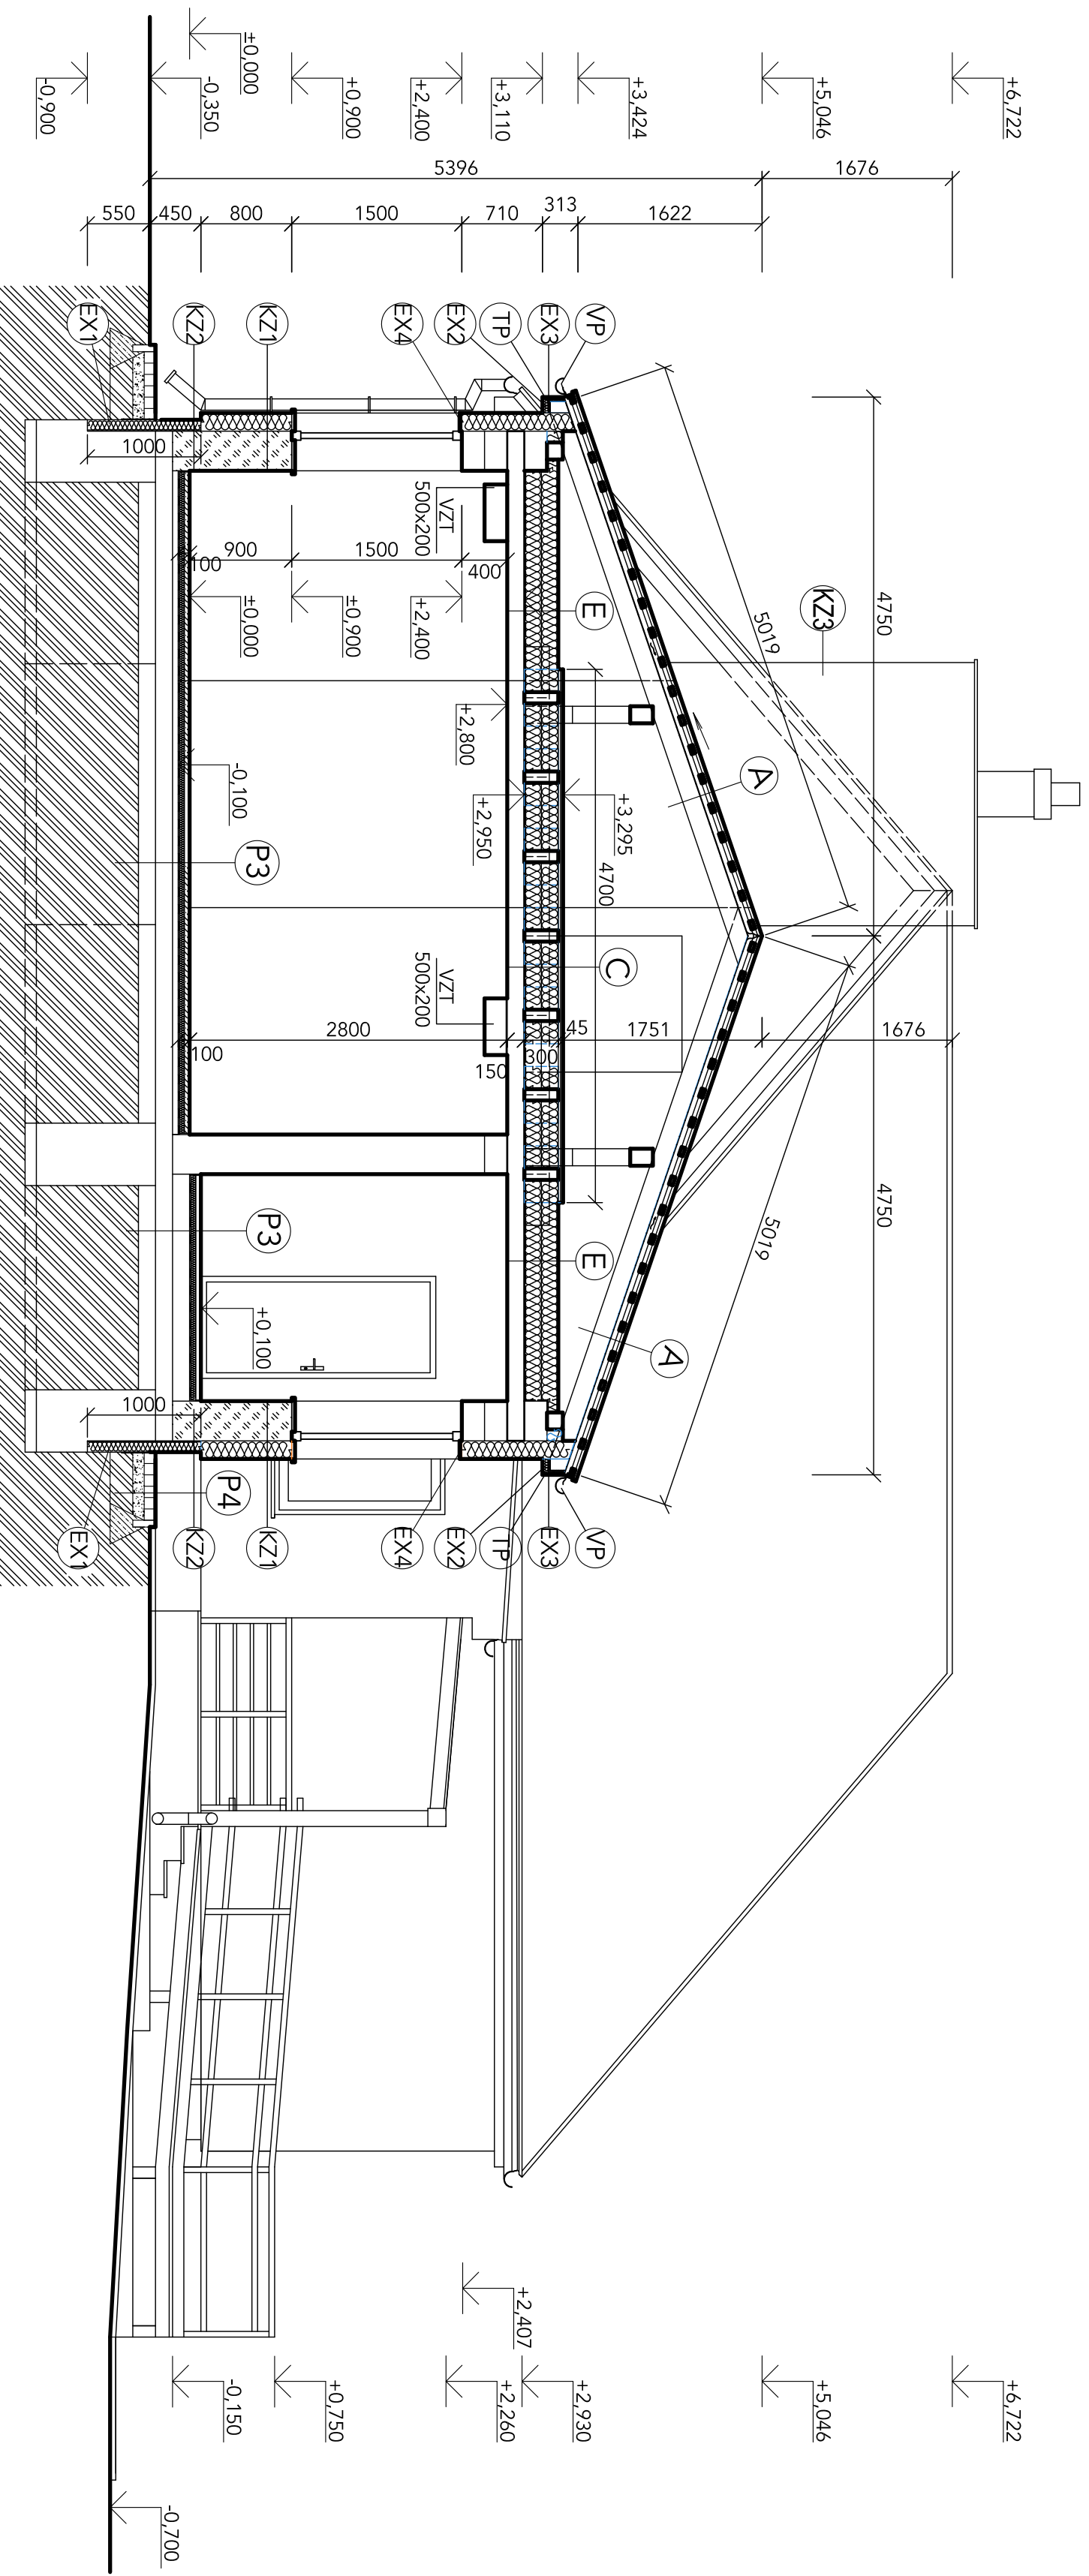 +6,722
+5,046
+3,424
+3,110
+2,400
+0,900
±0,000
-0,350
-0,900
1676
5396
1622
313
710
1500
800
450
550
VP
EX3
TP
EX2
EX4
KZ1
KZ2
EX1
4750
4750
5019
5019
KZ3
A
A
E
C
E
VZT
500x200
VZT
500x200
1000
900
100
1500
400
±0,000
±0,900
+2,400
+2,800
+2,950
+3,295
4700
-0,100
P3
P3
2800
100
150
300
45
1751
1676
+0,100
1000
P4
VP
EX3
TP
EX2
EX4
KZ1
KZ2
EX1
+6,722
+5,046
+2,930
+2,407
+2,260
+0,750
-0,150
-0,700